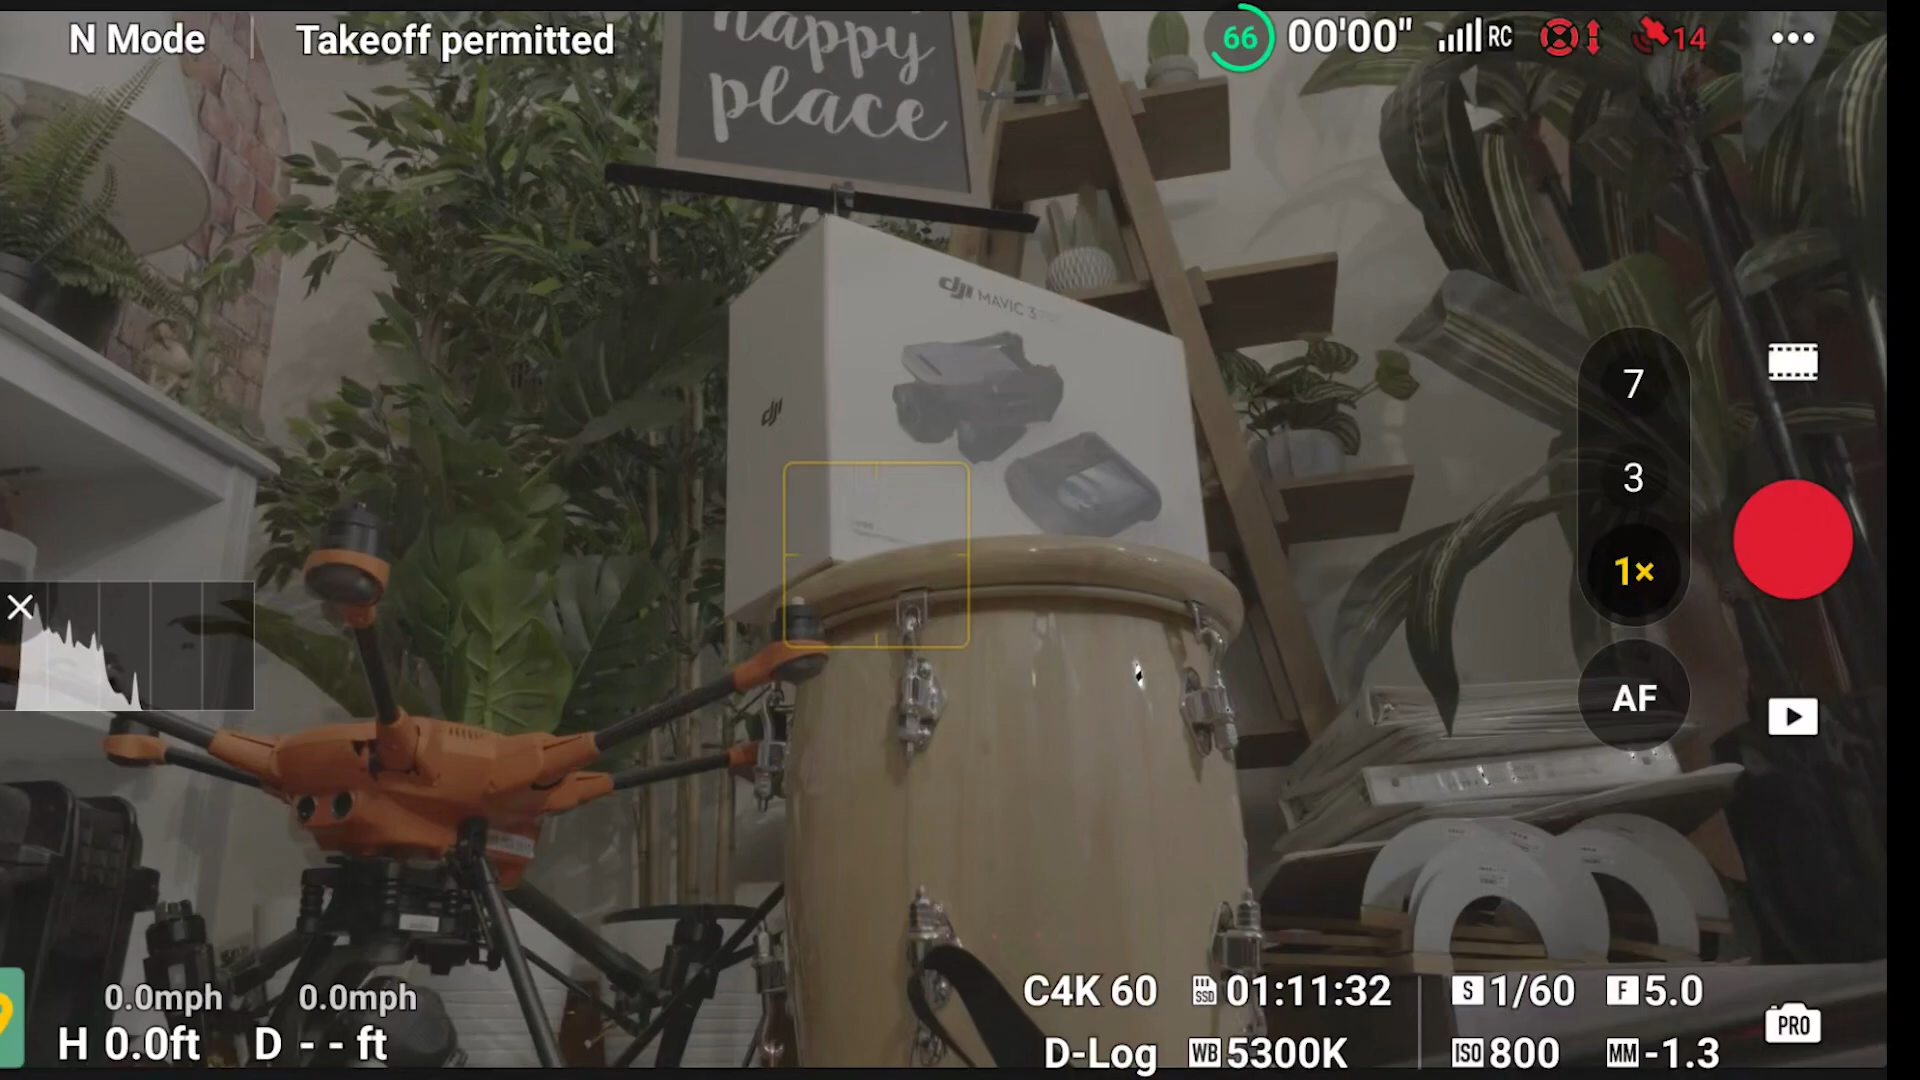 N Mode
Takeoff permitted
66
00'00"
RC
14
happy
place
dji MAVIC 3
dji
7
3
1×
AF
0.0mph
0.0mph
H 0.0ft
D - - ft
C4K 60
SSD 01:11:32
S 1/60
F 5.0
D-Log
WB 5300K
ISO 800
MM -1.3
PRO